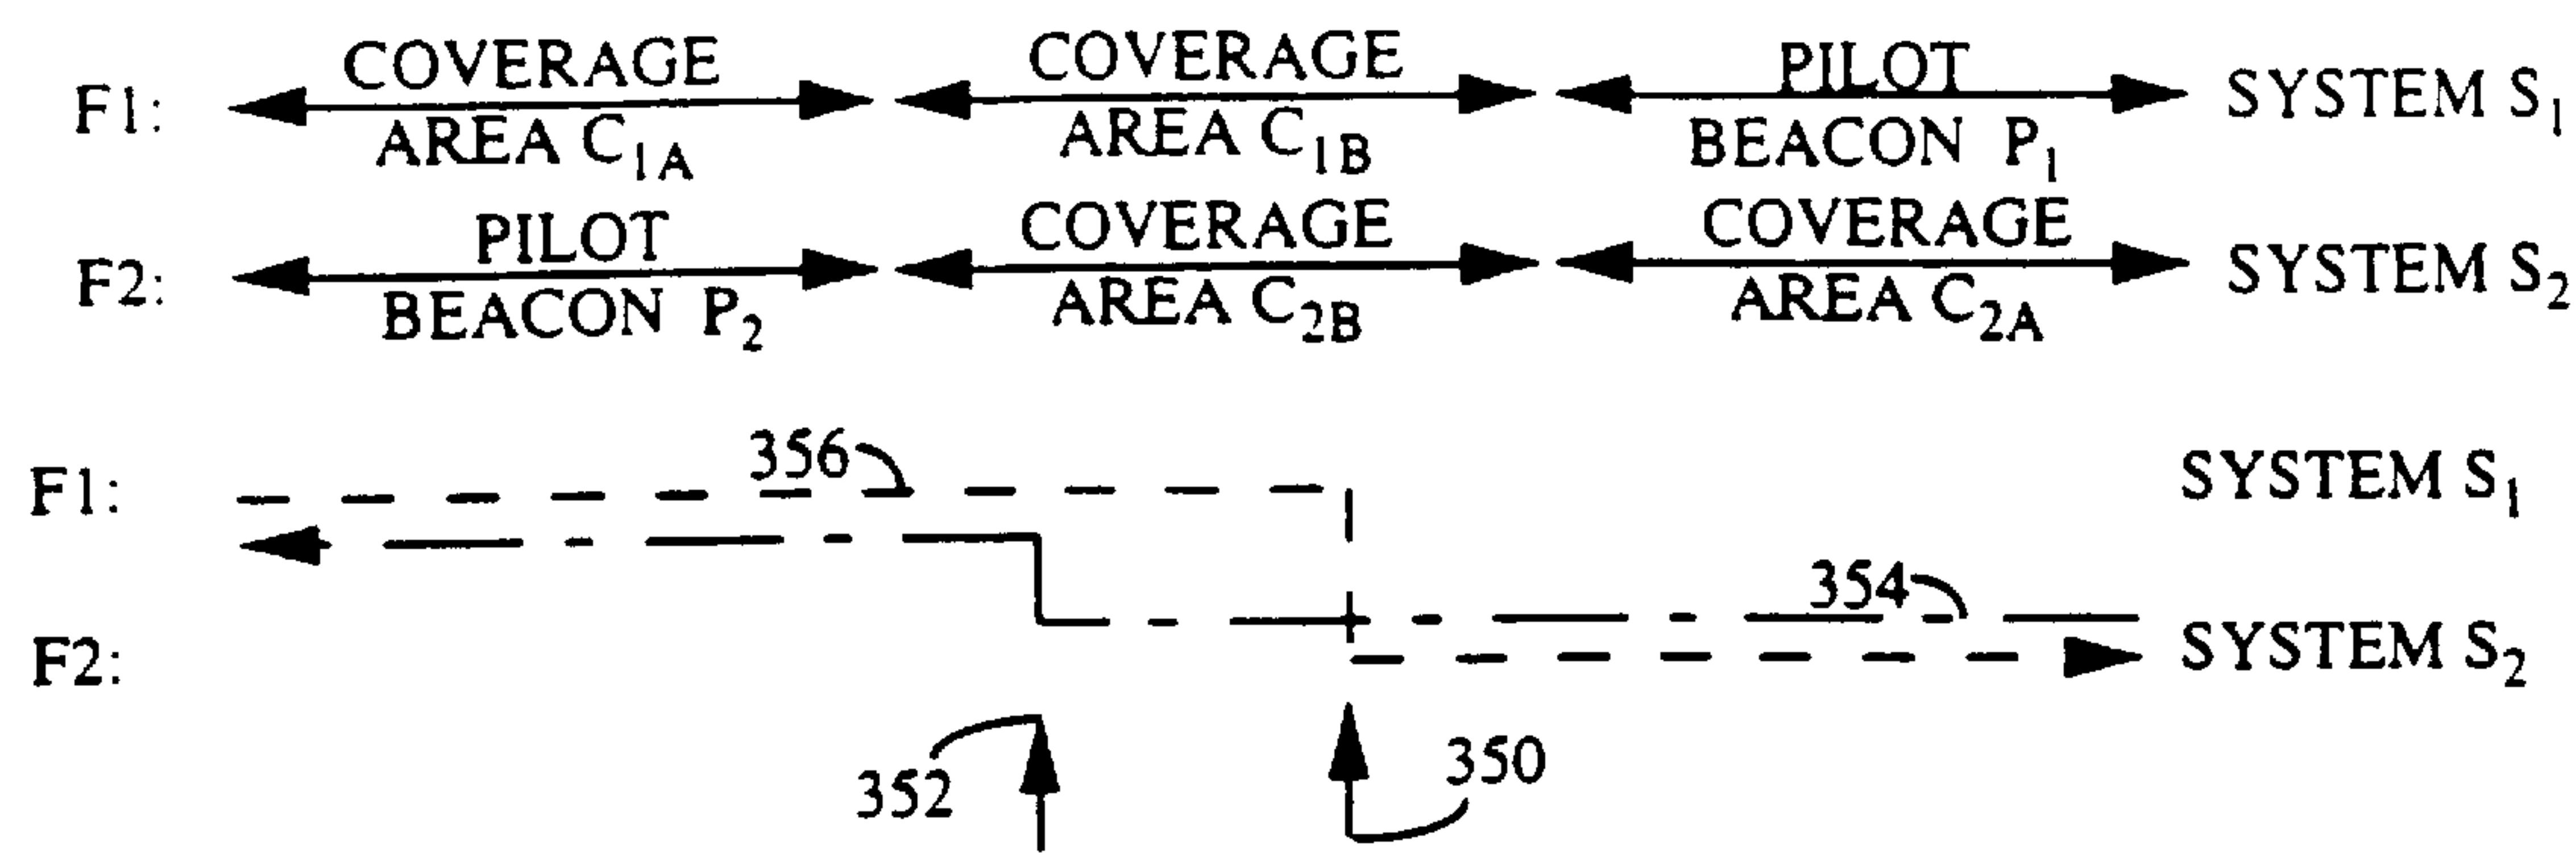 F1: COVERAGE AREA C1A COVERAGE AREA C1B PILOT BEACON P1 SYSTEM S1
F2: PILOT BEACON P2 COVERAGE AREA C2B COVERAGE AREA C2A SYSTEM S2
F1: 356 SYSTEM S1
354
F2: SYSTEM S2
352 350